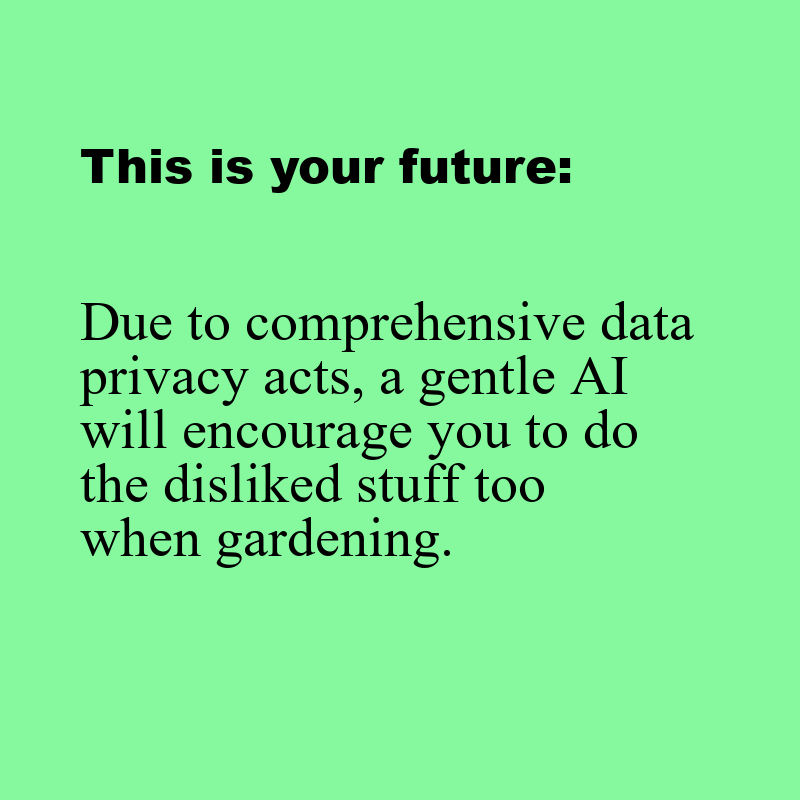 This is your future:
Due to comprehensive data
privacy acts, a gentle AI
will encourage you to do
the disliked stuff too
when gardening.